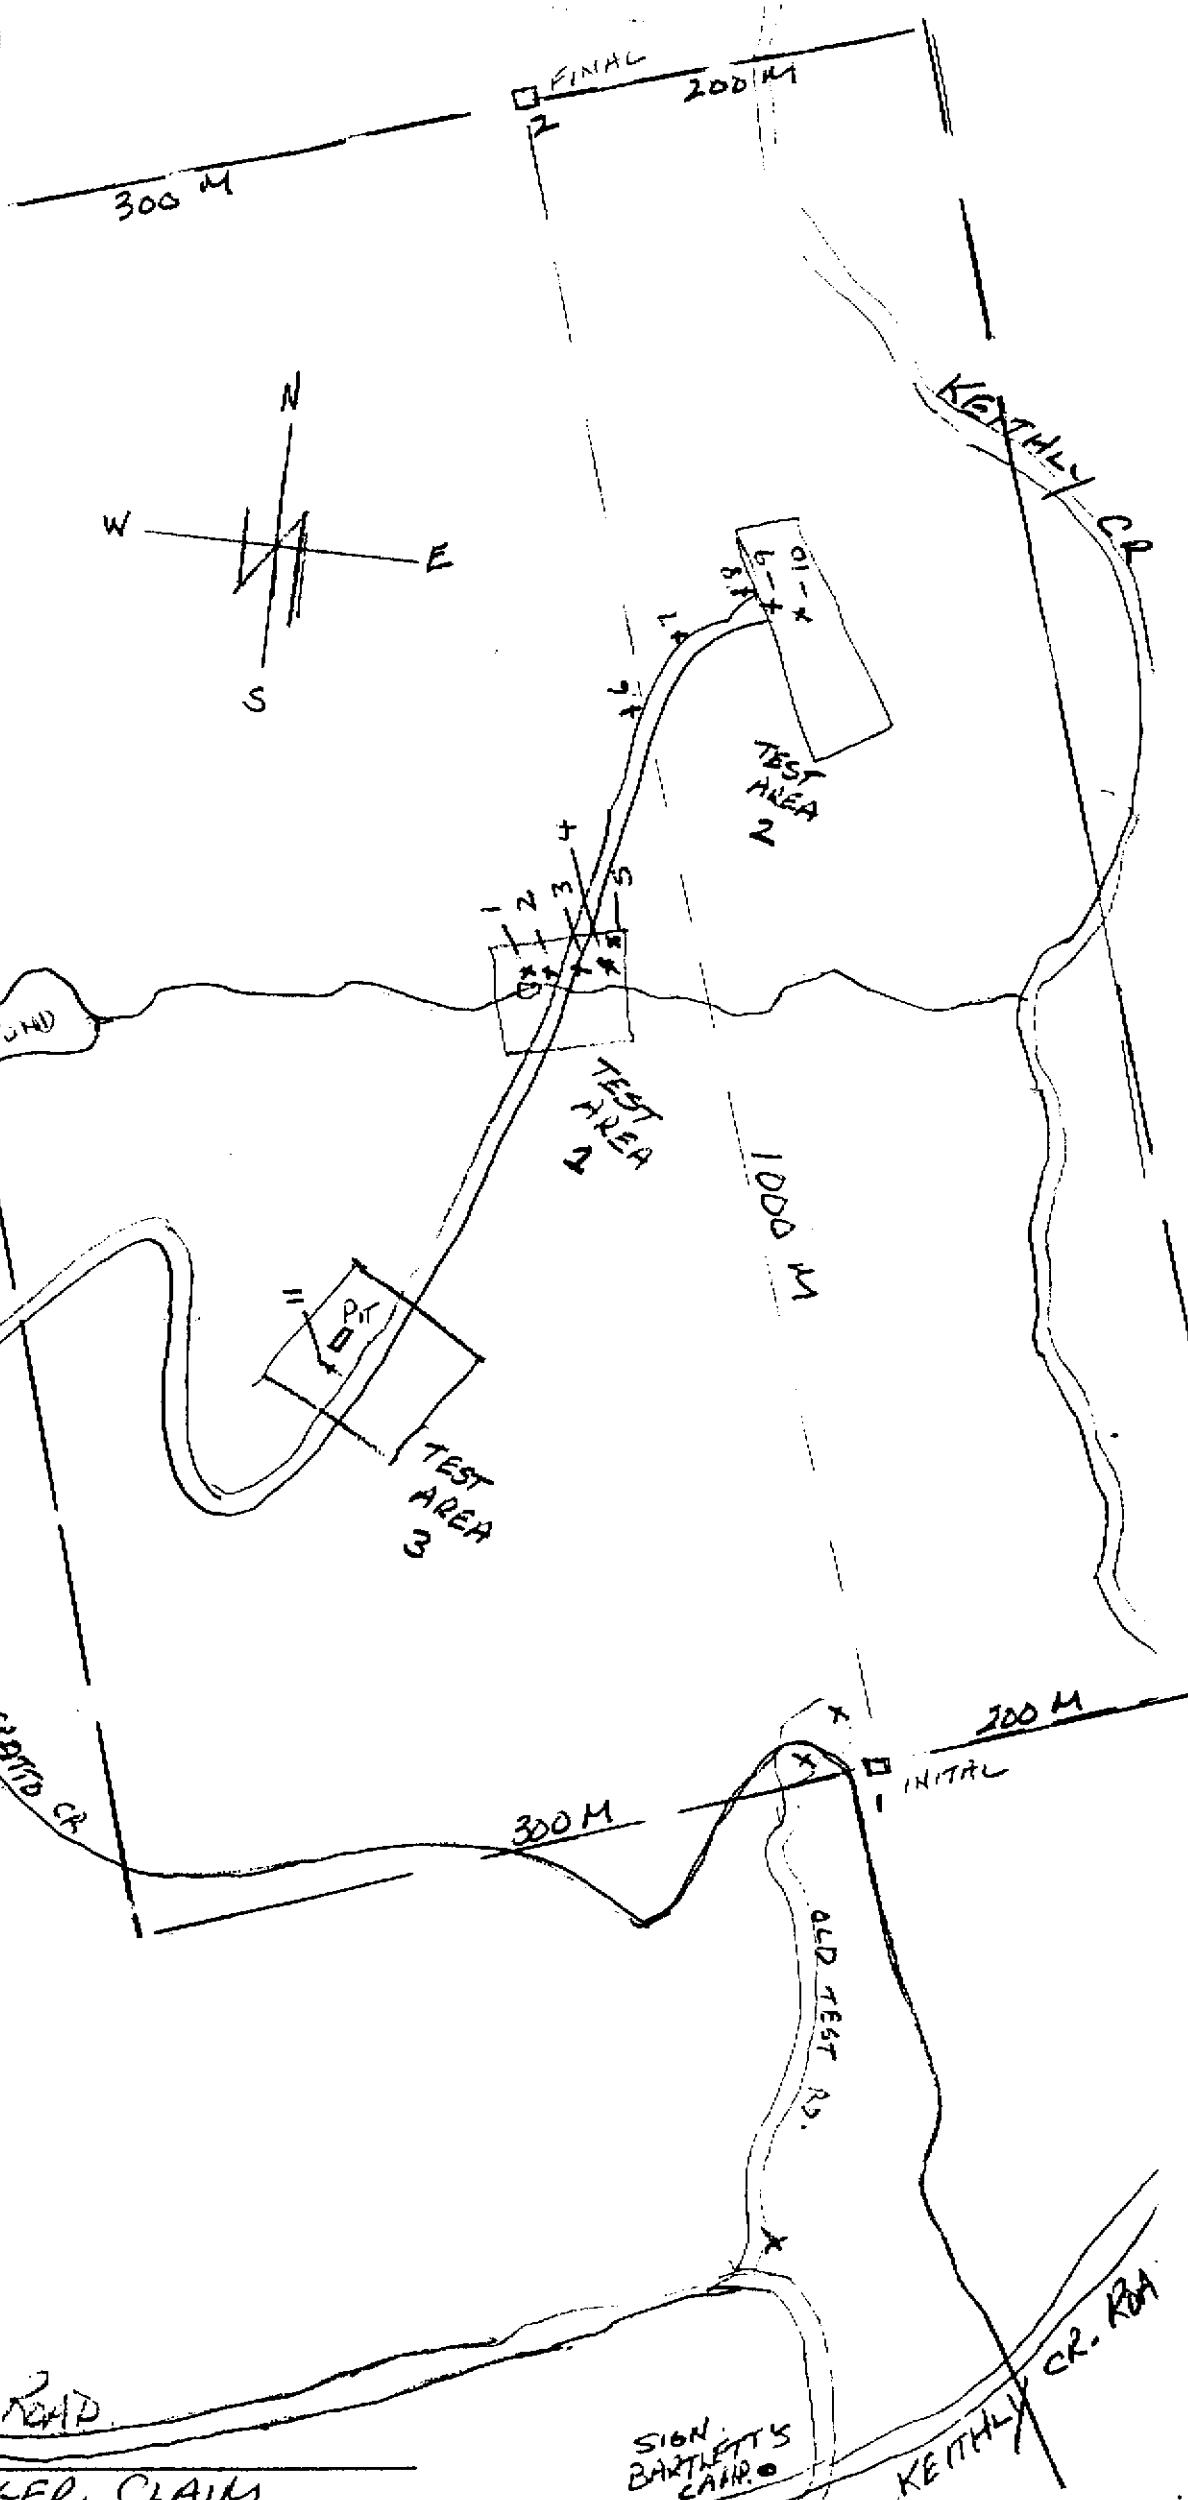 FINAL
2
200 M
300 M
N
W
E
S
KEITHLY CR
10
9
8
7
6
TEST
AREA
2
4
5
3
2
1
TEST
AREA
1
1000 M
11
PIT
TEST
AREA
3
200 M
INITAL
1
300 M
CR
OLD TEST RD.
ROAD
CLAIM
SIGN.
BARTLETT'S
CAMP.
KEITHLY CR. ROA